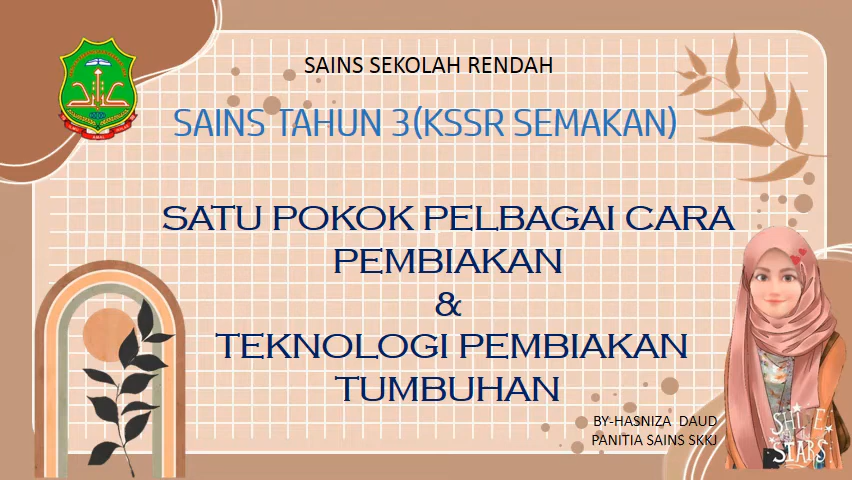 SAINS SEKOLAH RENDAH
SAINS TAHUN 3(KSSR SEMAKAN)
SATU POKOK PELBAGAI CARA
PEMBIAKAN
&
TEKNOLOGI PEMBIAKAN
TUMBUHAN
BY-HASNIZA DAUD
PANITIA SAINS SKKJ